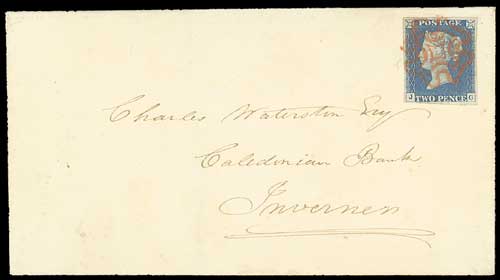 POSTAGE
J G
TWO PENCE
Charles Waterston Esq
Caledonian Bank
Inverness